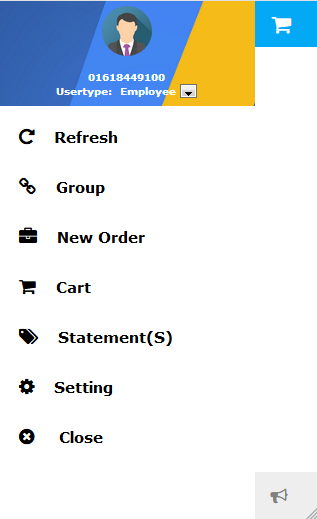 01618449100
Usertype: Employee
Refresh
Group
New Order
Cart
Statement(S)
Setting
Close